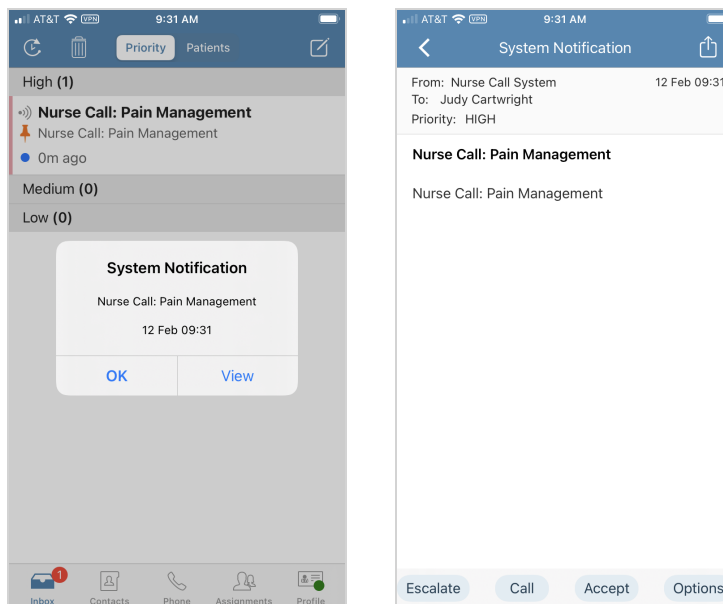 AT&T VPN 9:31 AM
Priority Patients
High (1)
Nurse Call: Pain Management
Nurse Call: Pain Management
0m ago
Medium (0)
Low (0)
System Notification
Nurse Call: Pain Management
12 Feb 09:31
OK View
1
Inbox Contacts Phone Assignments Profile
AT&T VPN 9:31 AM
System Notification
From: Nurse Call System 12 Feb 09:31
To: Judy Cartwright
Priority: HIGH
Nurse Call: Pain Management
Nurse Call: Pain Management
Escalate Call Accept Options